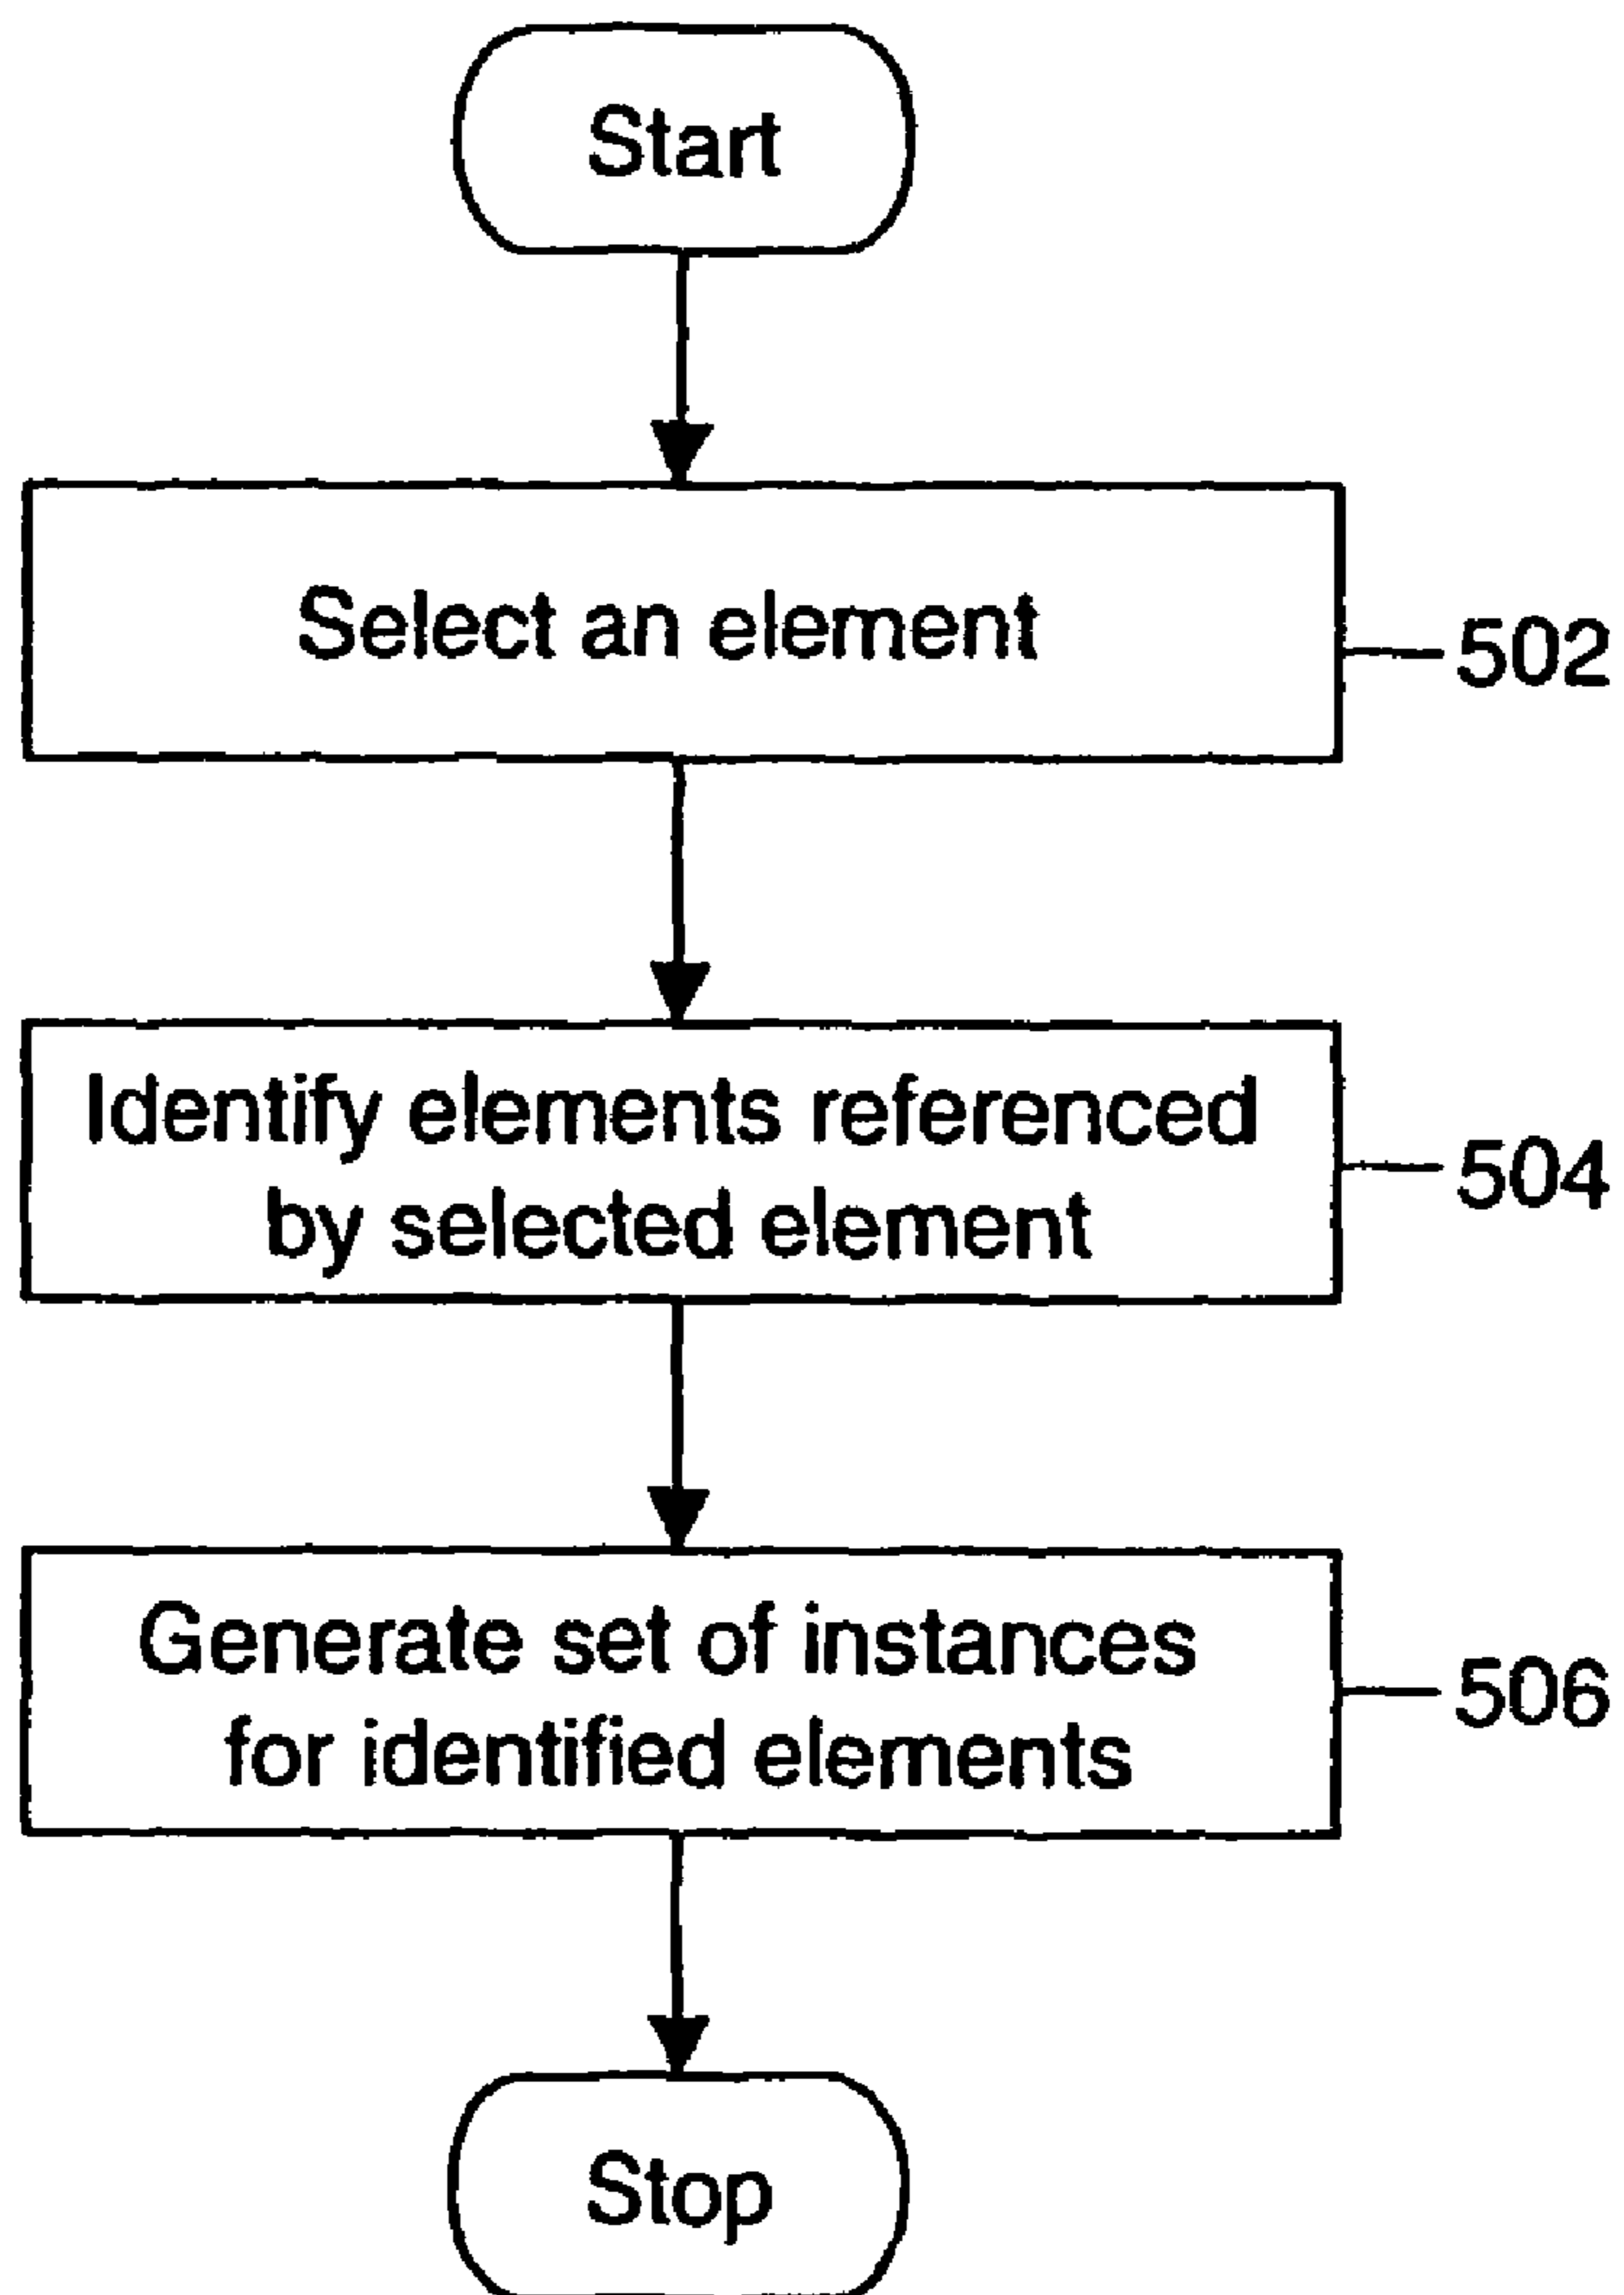 Start
Select an element
502
Identify elements referenced
by selected element
504
Generate set of instances
for identified elements
506
Stop